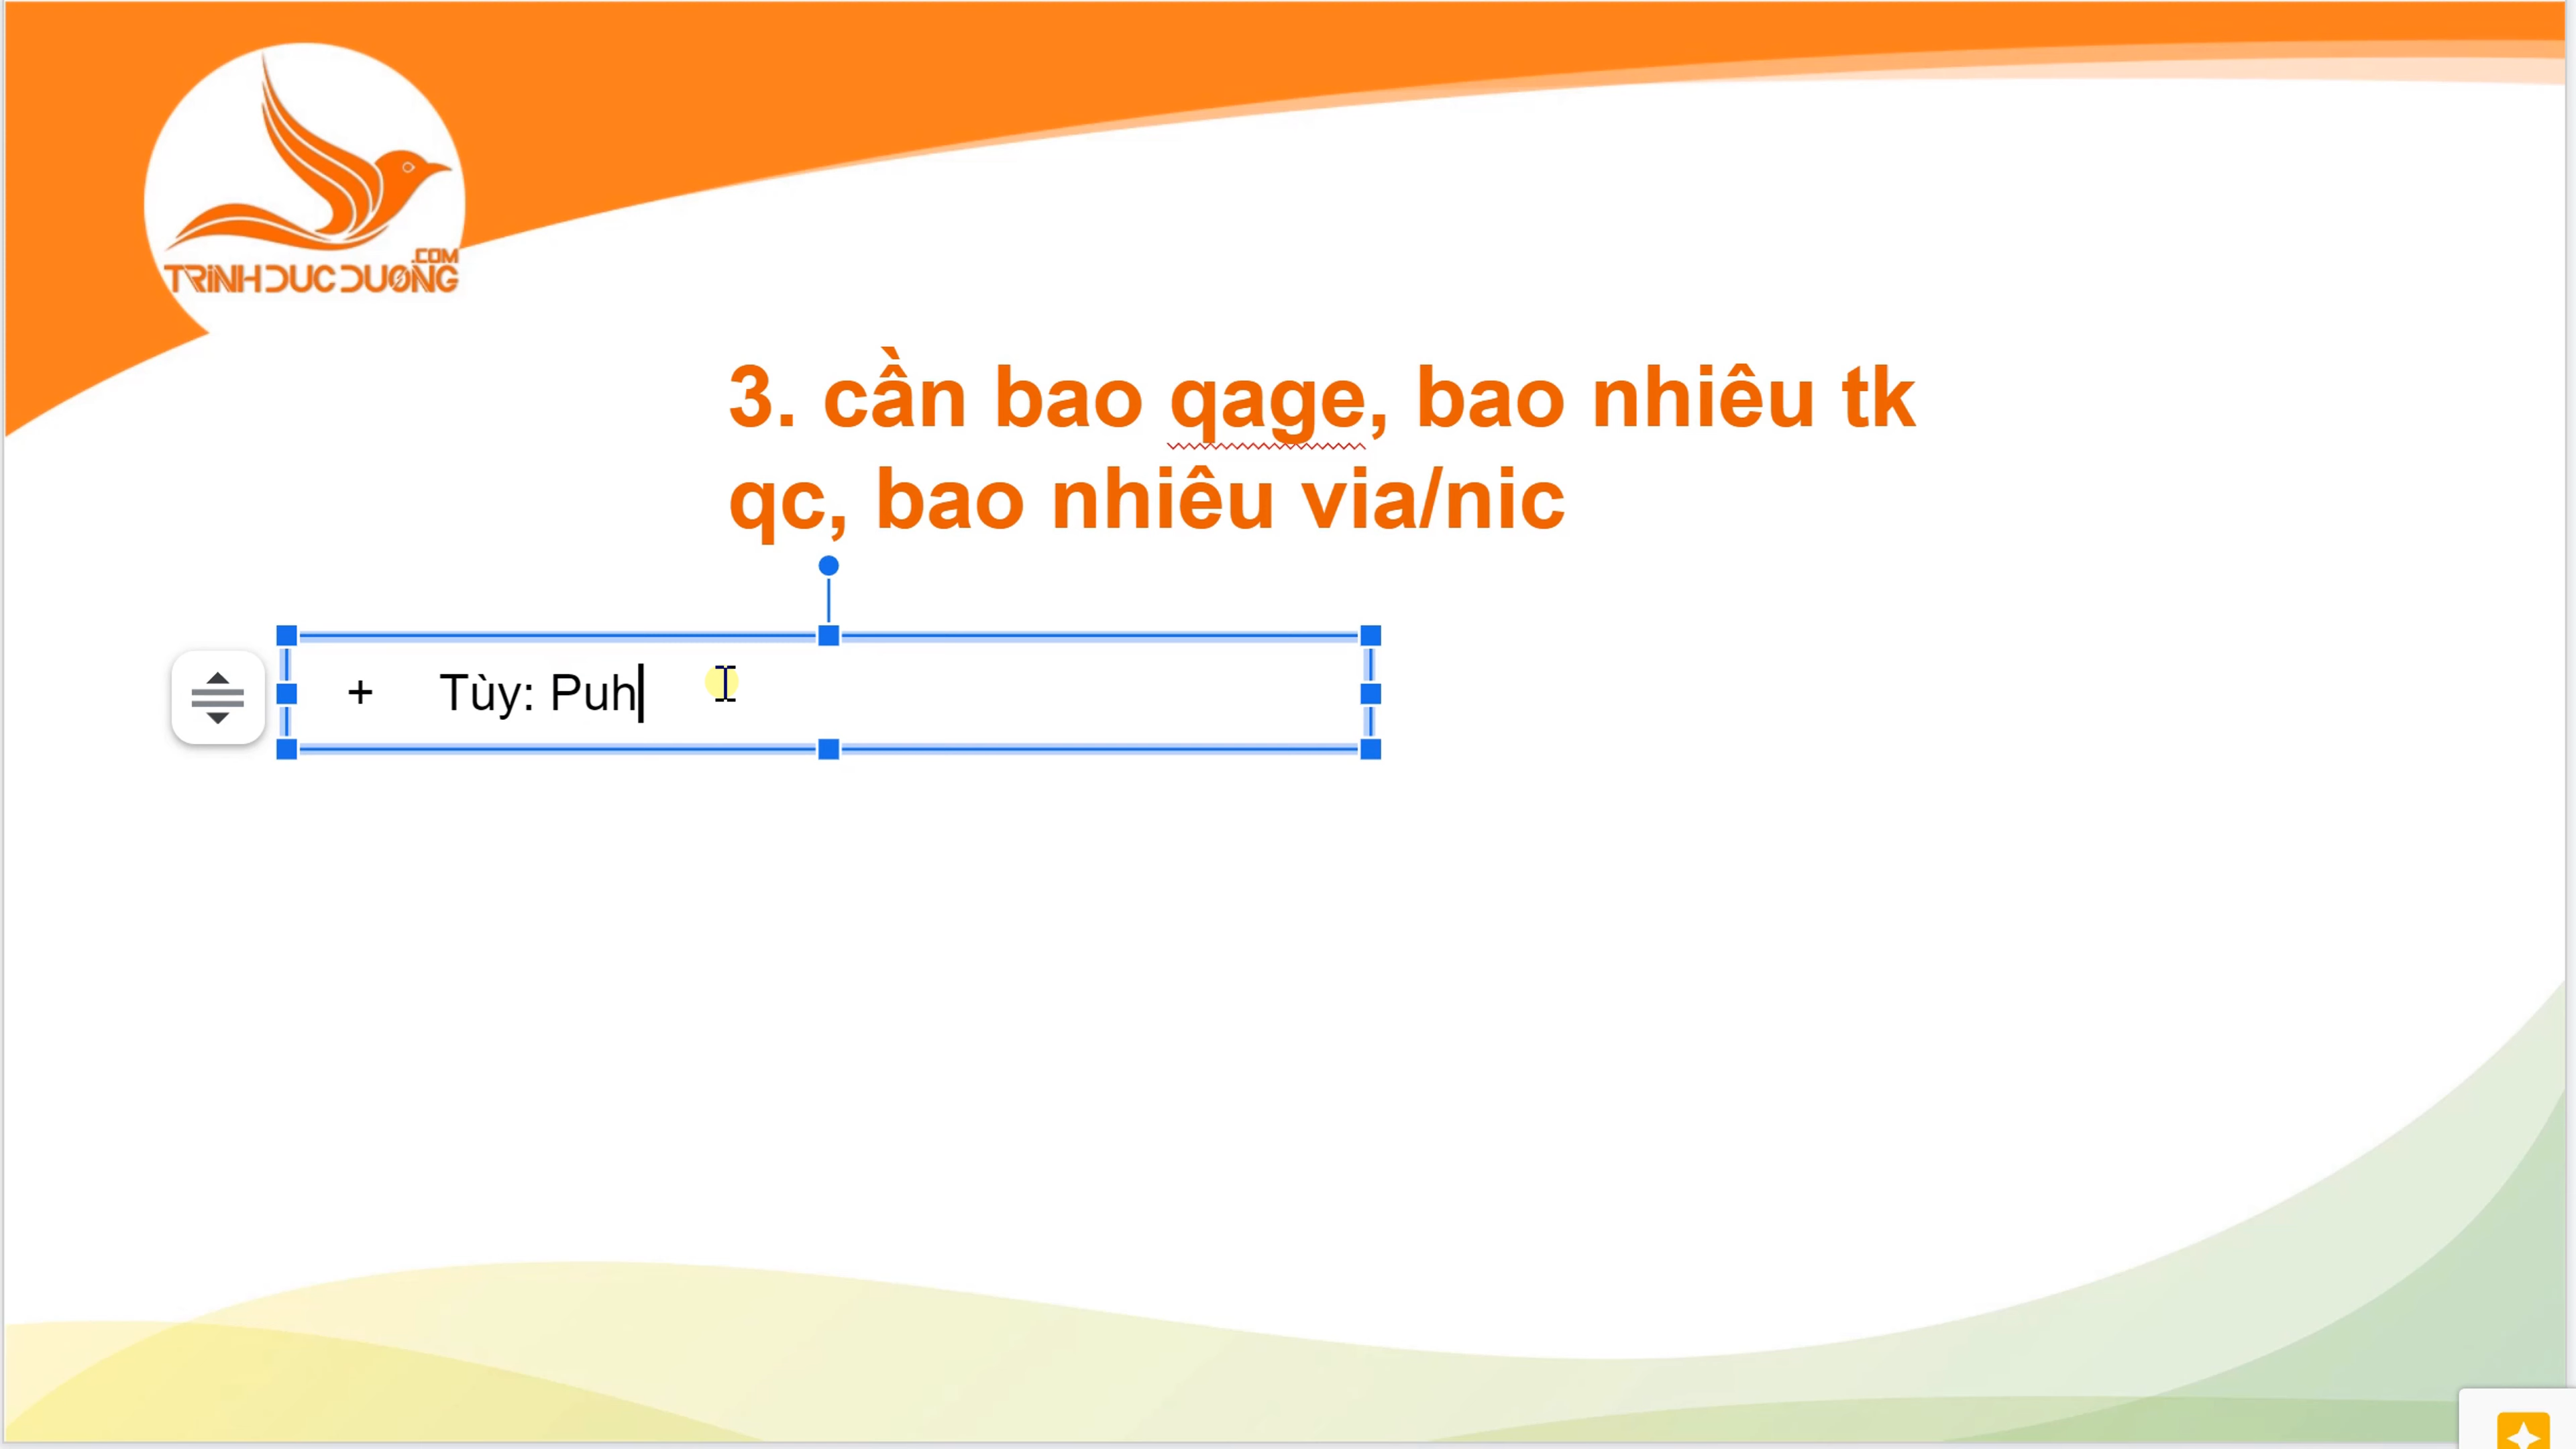 .COM
TRINHDUCDUONG
3. cần bao qage, bao nhiêu tk
qc, bao nhiêu via/nic
+ Tùy: Puh